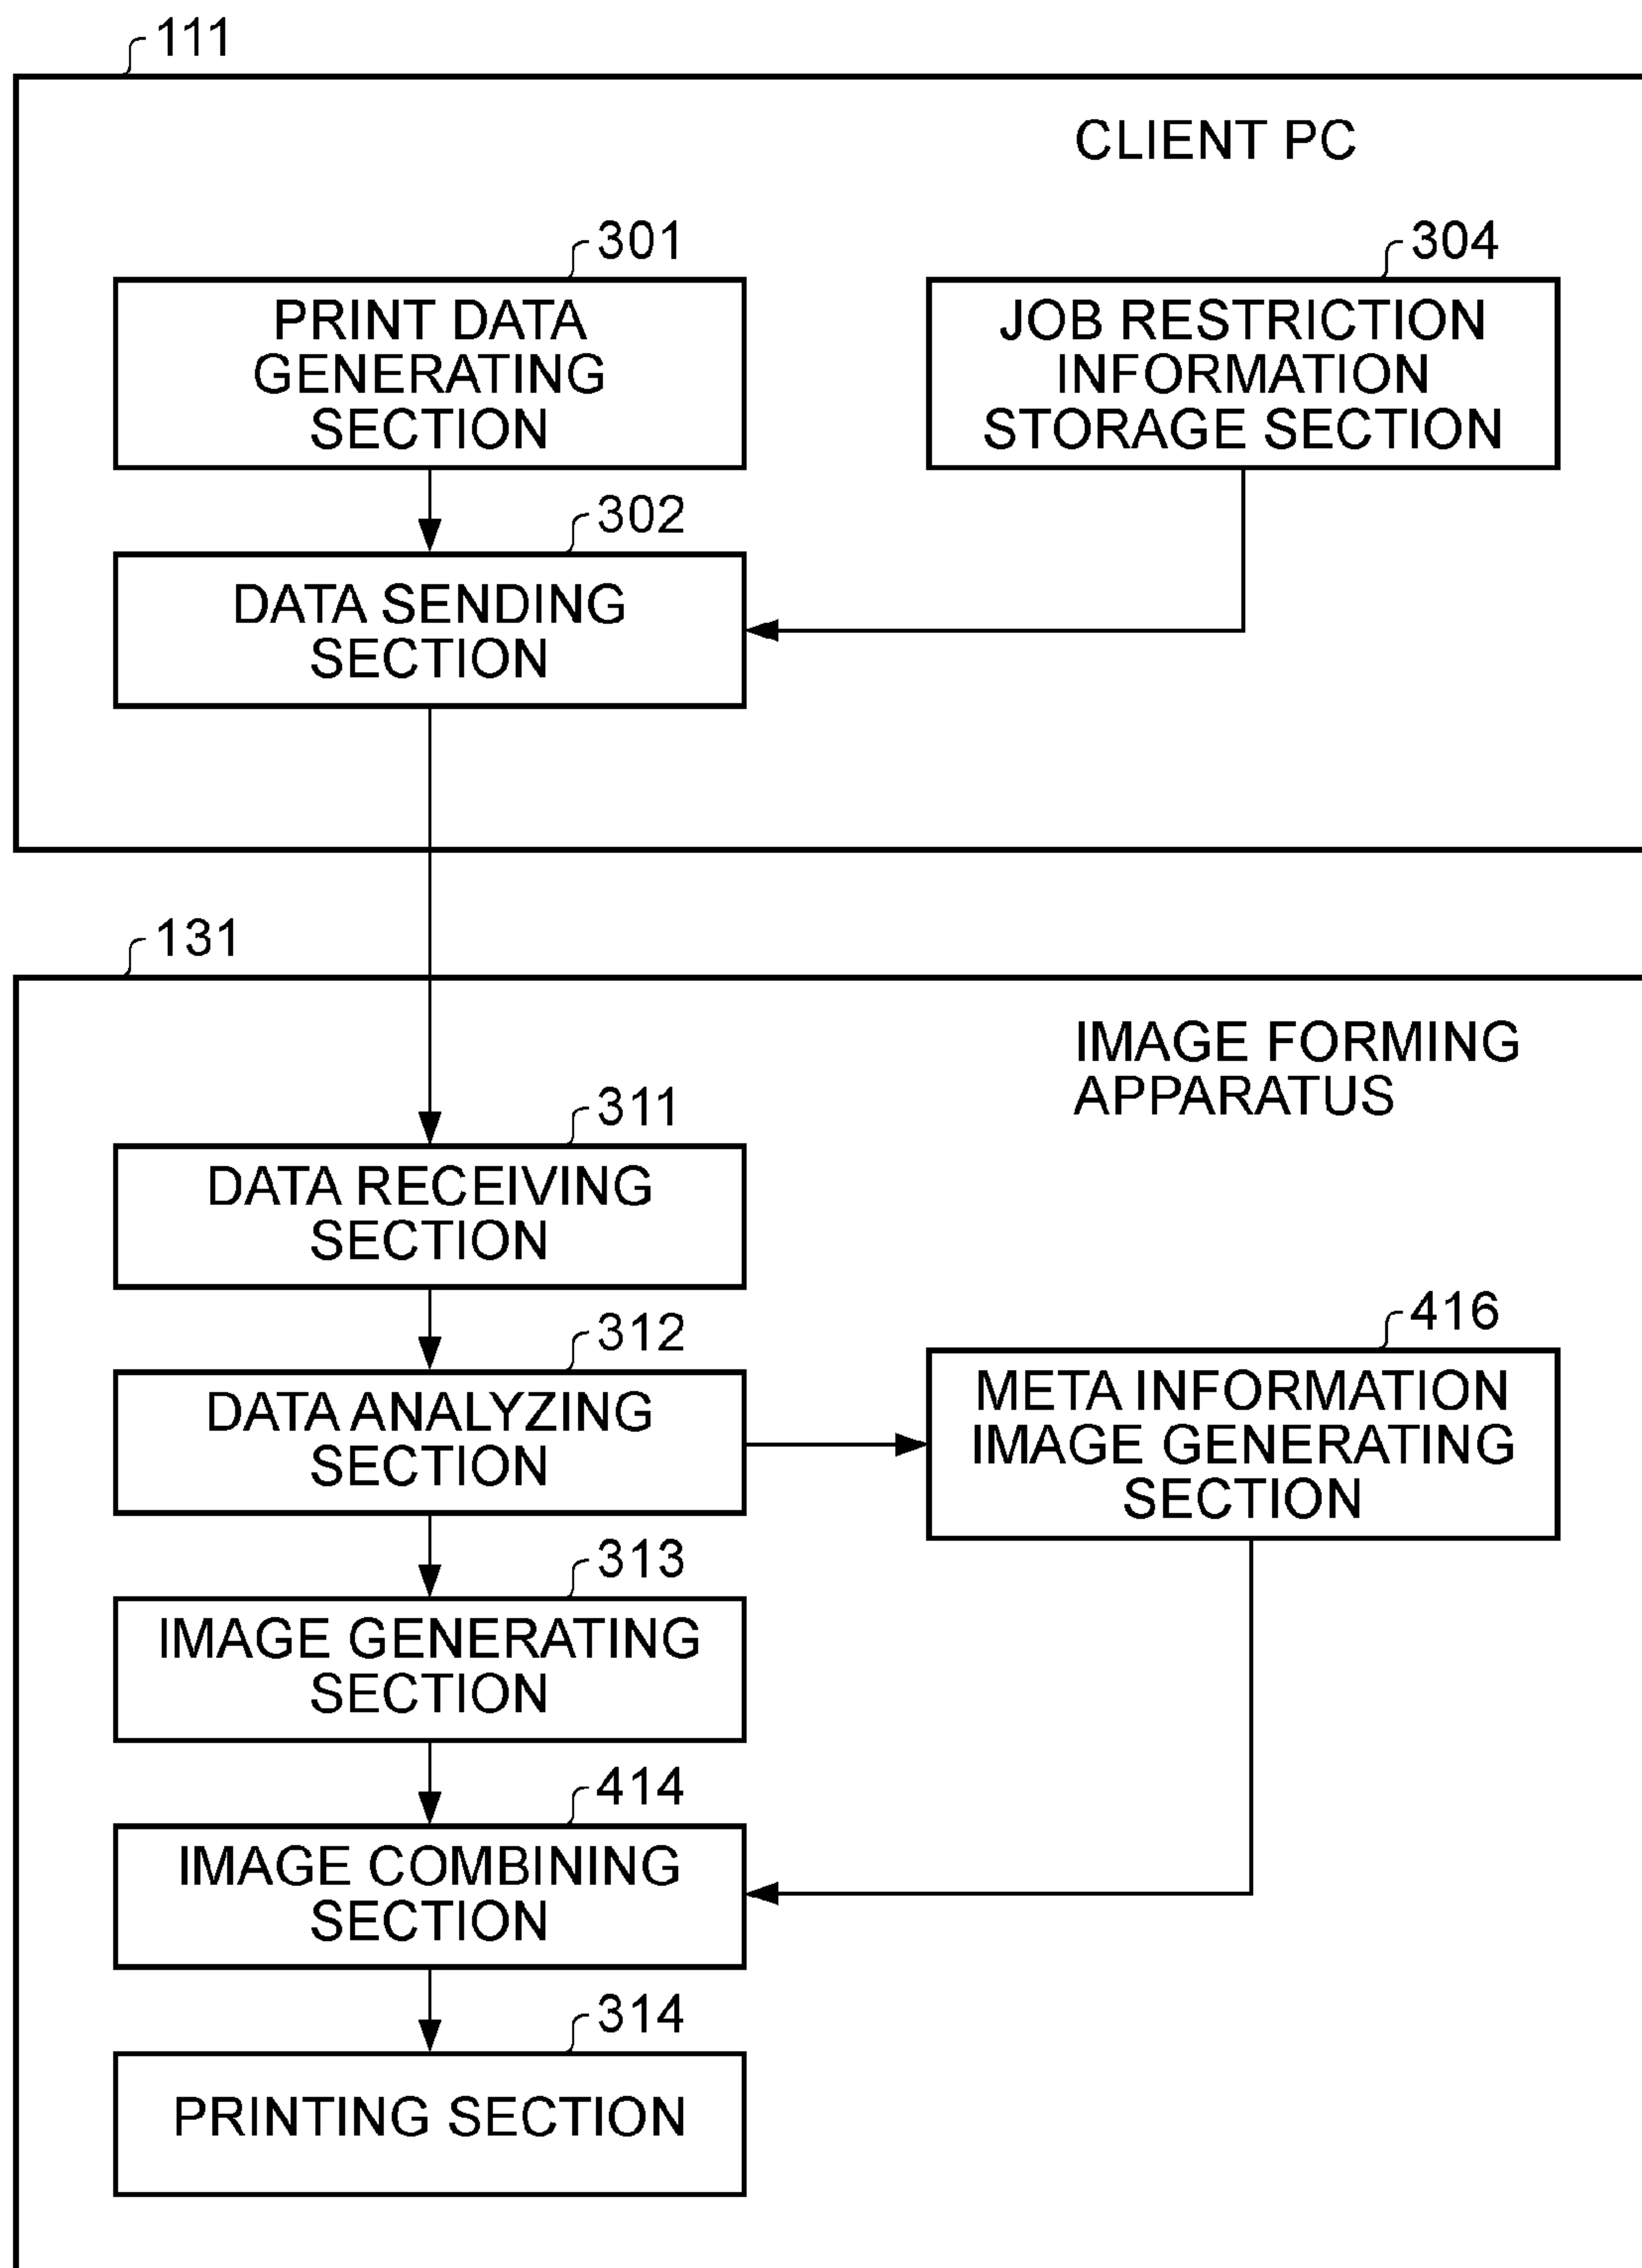 111
CLIENT PC
301
PRINT DATA
GENERATING
SECTION
304
JOB RESTRICTION
INFORMATION
STORAGE SECTION
302
DATA SENDING
SECTION
131
IMAGE FORMING
APPARATUS
311
DATA RECEIVING
SECTION
312
DATA ANALYZING
SECTION
416
META INFORMATION
IMAGE GENERATING
SECTION
313
IMAGE GENERATING
SECTION
414
IMAGE COMBINING
SECTION
314
PRINTING SECTION